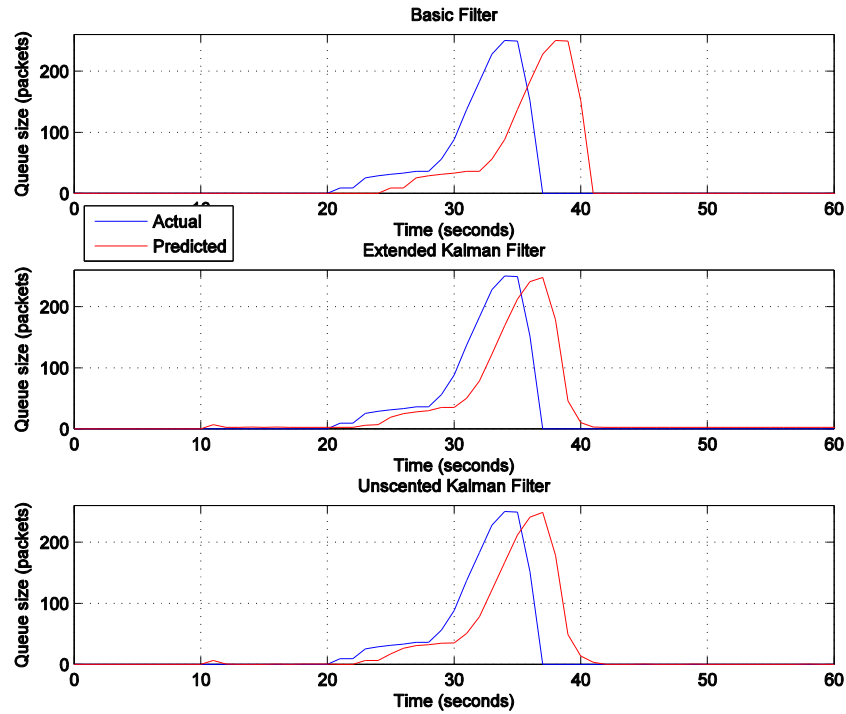 Basic Filter
Queue size (packets)
200
100
0
0 10 20 30 40 50 60
Time (seconds)
Actual
Predicted
Extended Kalman Filter
Queue size (packets)
200
100
0
0 10 20 30 40 50 60
Time (seconds)
Unscented Kalman Filter
Queue size (packets)
200
100
0
0 10 20 30 40 50 60
Time (seconds)